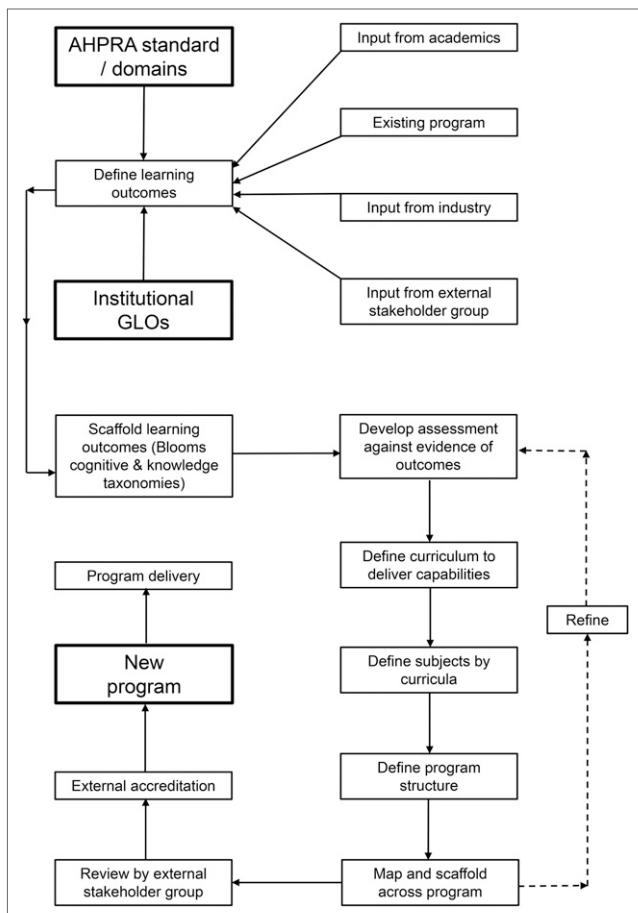 AHPRA standard
/ domains
Input from academics
Existing program
Define learning
outcomes
Input from industry
Institutional
GLOs
Input from external
stakeholder group
Scaffold learning
outcomes (Blooms
cognitive & knowledge
taxonomies)
Develop assessment
against evidence of
outcomes
Program delivery
Define curriculum to
deliver capabilities
Refine
New
program
Define subjects by
curricula
External accreditation
Define program
structure
Review by external
stakeholder group
Map and scaffold
across program